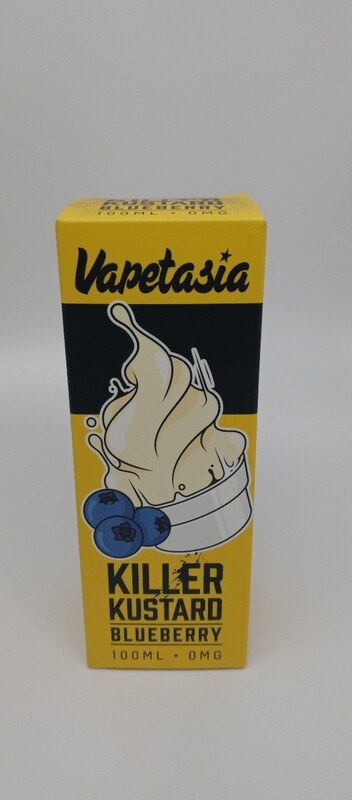 KUSTARD
BLUEBERRY
100ML • 0MG
Vapetasia
KILLER
KUSTARD
BLUEBERRY
100ML • 0MG